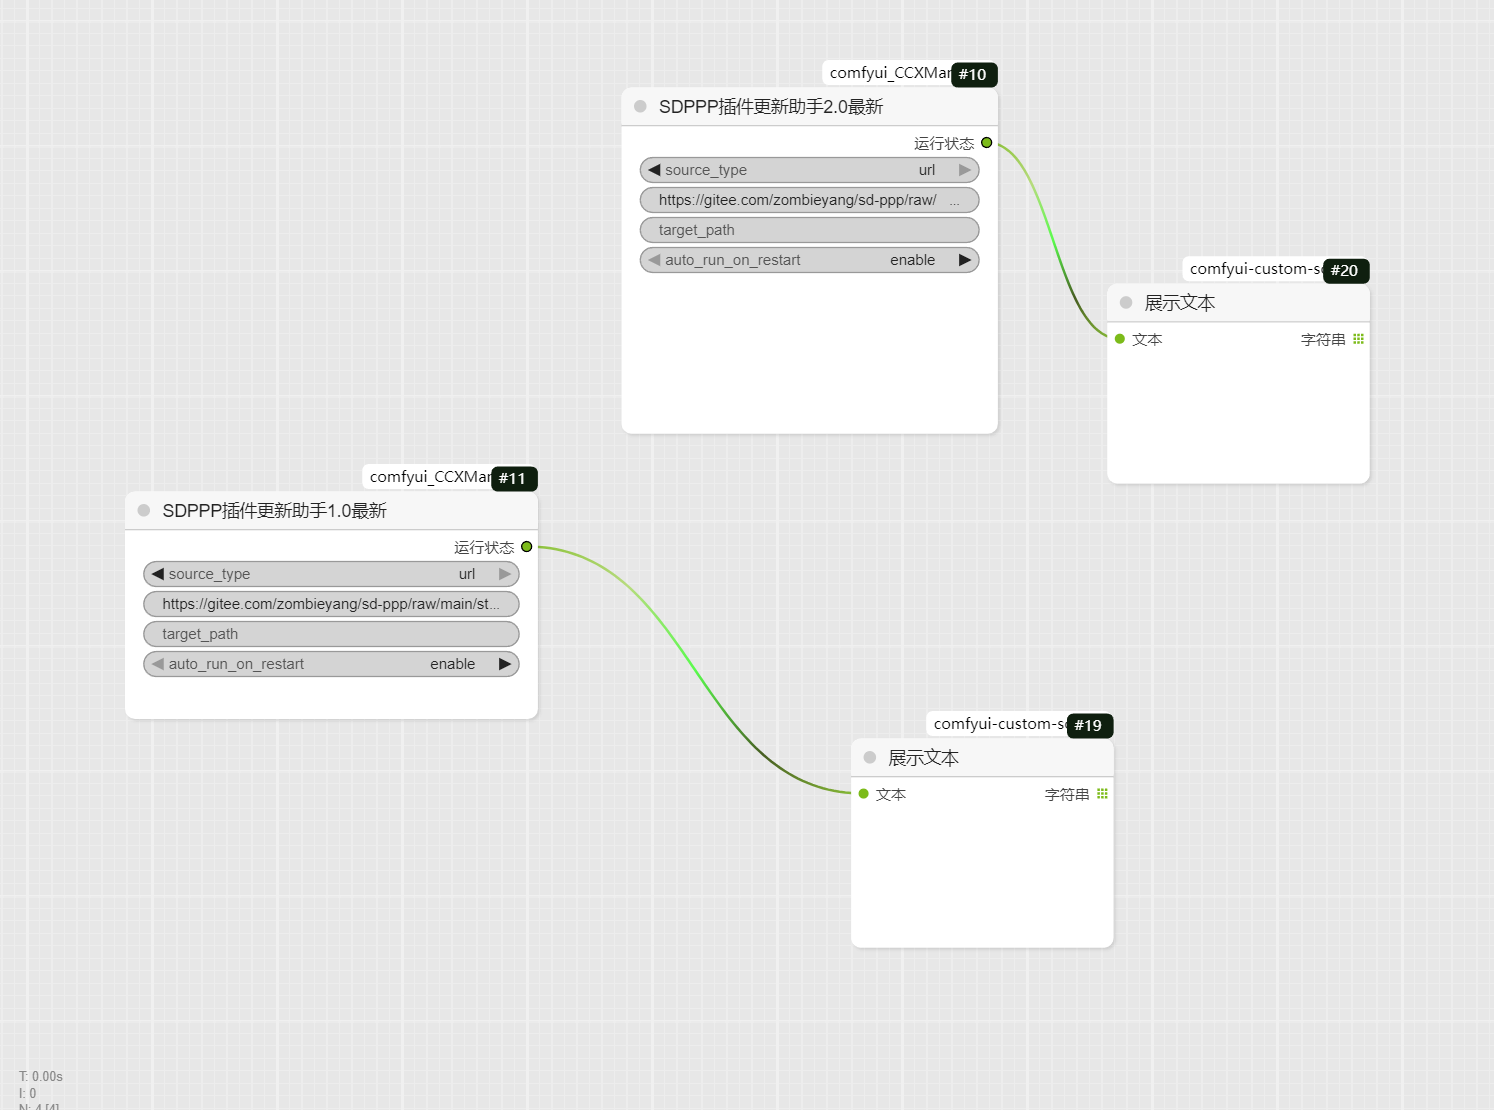 comfyui_CCXMar #10
SDPPP插件更新助手2.0最新
运行状态
source_type url
https://gitee.com/zombieyang/sd-ppp/raw/ ...
target_path
auto_run_on_restart enable
comfyui-custom-s #20
展示文本
文本 字符串
comfyui_CCXMar #11
SDPPP插件更新助手1.0最新
运行状态
source_type url
https://gitee.com/zombieyang/sd-ppp/raw/main/st...
target_path
auto_run_on_restart enable
comfyui-custom-s #19
展示文本
文本 字符串
T: 0.00s
I: 0
N: 4 [4]